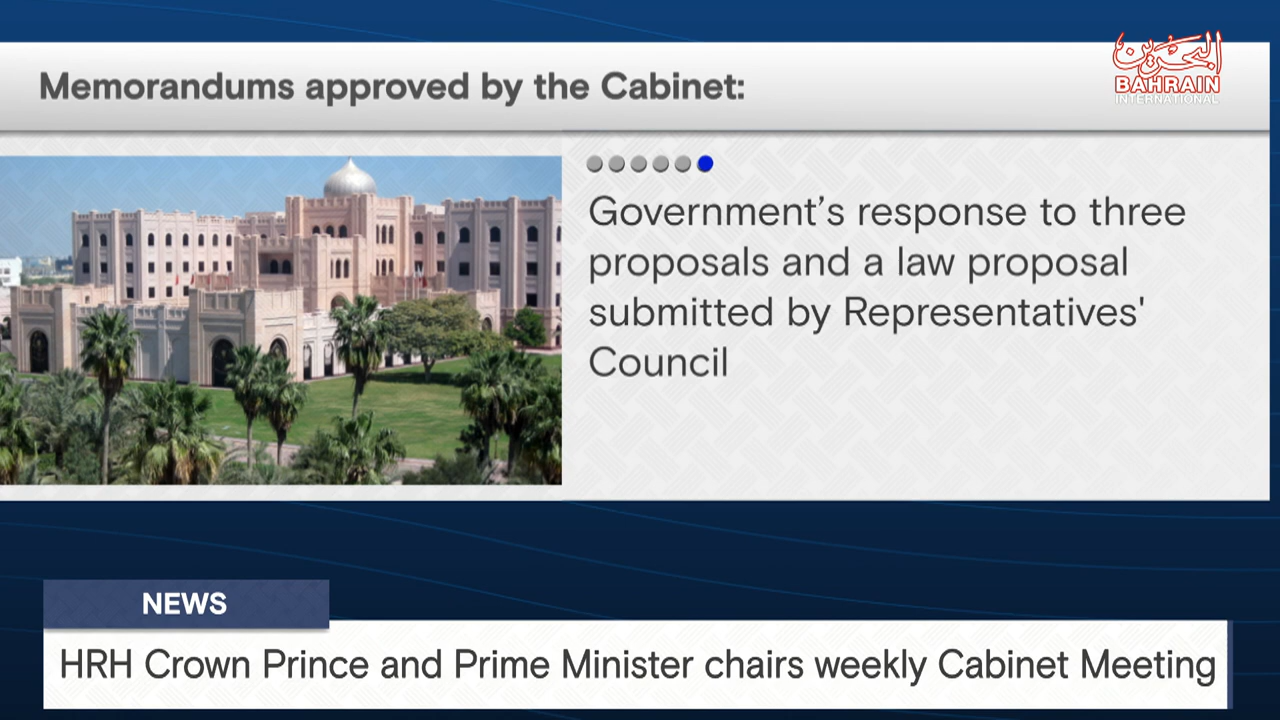 Memorandums approved by the Cabinet:
البحرين
BAHRAIN
INTERNATIONAL
Government’s response to three
proposals and a law proposal
submitted by Representatives'
Council
NEWS
HRH Crown Prince and Prime Minister chairs weekly Cabinet Meeting